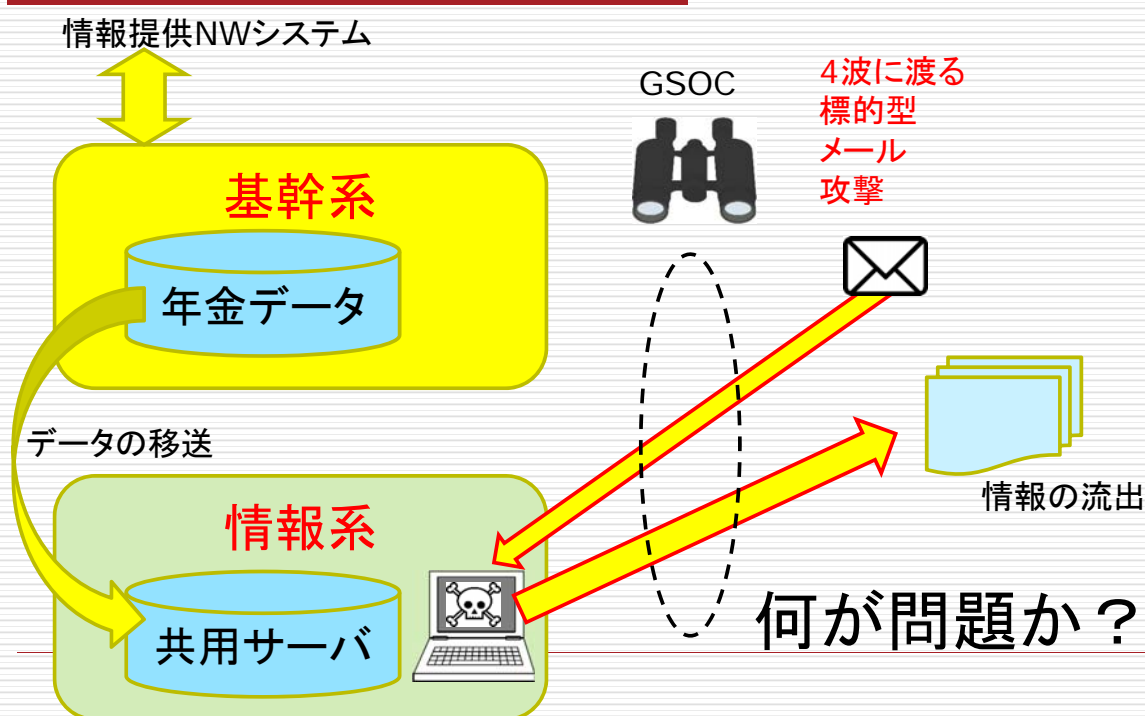 情報提供NWシステム
GSOC
4波に渡る
標的型
メール
攻撃
基幹系
年金データ
データの移送
情報の流出
情報系
共用サーバ
何が問題か？